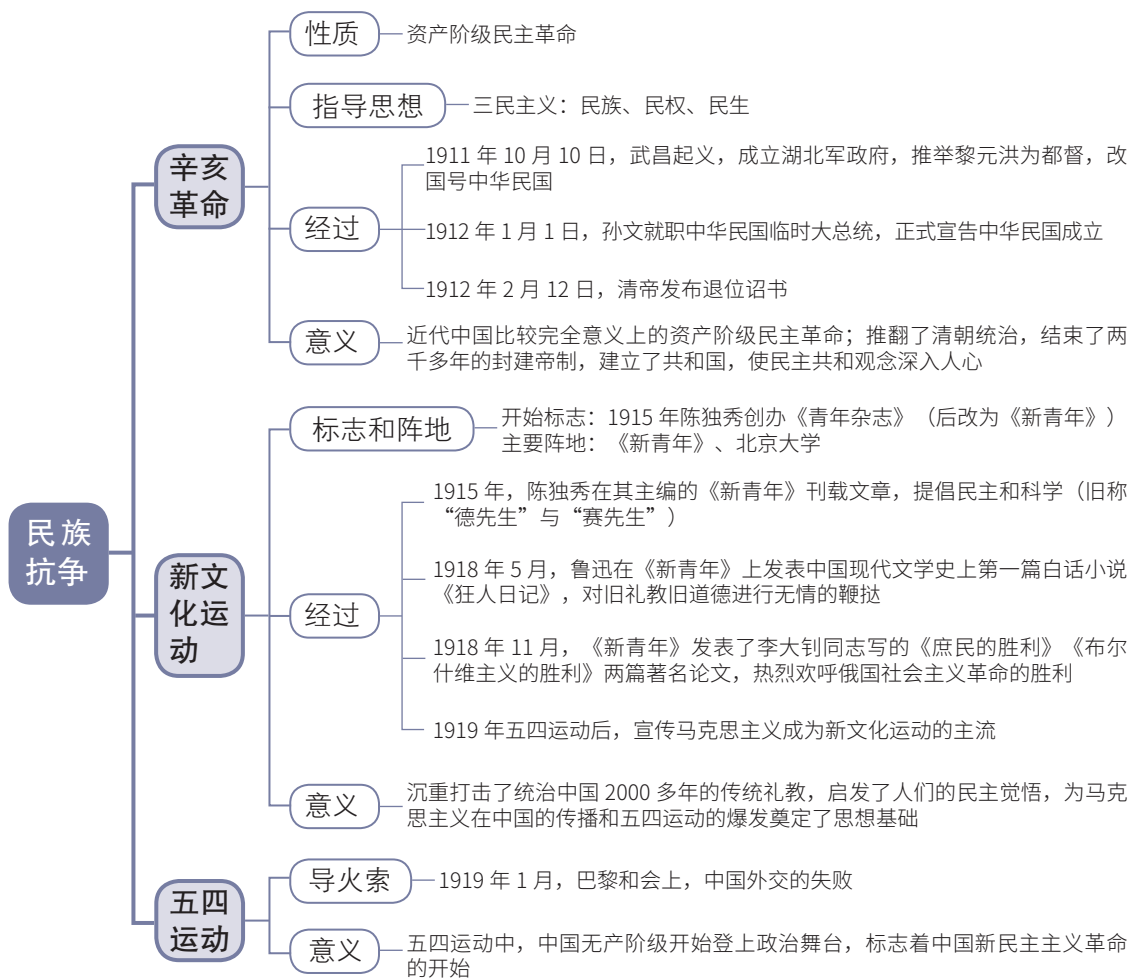 民族
抗争
辛亥
革命
性质
资产阶级民主革命
指导思想
三民主义：民族、民权、民生
经过
1911 年 10 月 10 日，武昌起义，成立湖北军政府，推举黎元洪为都督，改
国号中华民国
1912 年 1 月 1 日，孙文就职中华民国临时大总统，正式宣告中华民国成立
1912 年 2 月 12 日，清帝发布退位诏书
意义
近代中国比较完全意义上的资产阶级民主革命；推翻了清朝统治，结束了两
千多年的封建帝制，建立了共和国，使民主共和观念深入人心
新文
化运
动
标志和阵地
开始标志：1915 年陈独秀创办《青年杂志》（后改为《新青年》）
主要阵地：《新青年》、北京大学
经过
1915 年，陈独秀在其主编的《新青年》刊载文章，提倡民主和科学（旧称
“德先生”与“赛先生”）
1918 年 5 月，鲁迅在《新青年》上发表中国现代文学史上第一篇白话小说
《狂人日记》，对旧礼教旧道德进行无情的鞭挞
1918 年 11 月，《新青年》发表了李大钊同志写的《庶民的胜利》《布尔
什维主义的胜利》两篇著名论文，热烈欢呼俄国社会主义革命的胜利
1919 年五四运动后，宣传马克思主义成为新文化运动的主流
意义
沉重打击了统治中国 2000 多年的传统礼教，启发了人们的民主觉悟，为马克
思主义在中国的传播和五四运动的爆发奠定了思想基础
五四
运动
导火索
1919 年 1 月，巴黎和会上，中国外交的失败
意义
五四运动中，中国无产阶级开始登上政治舞台，标志着中国新民主主义革命
的开始